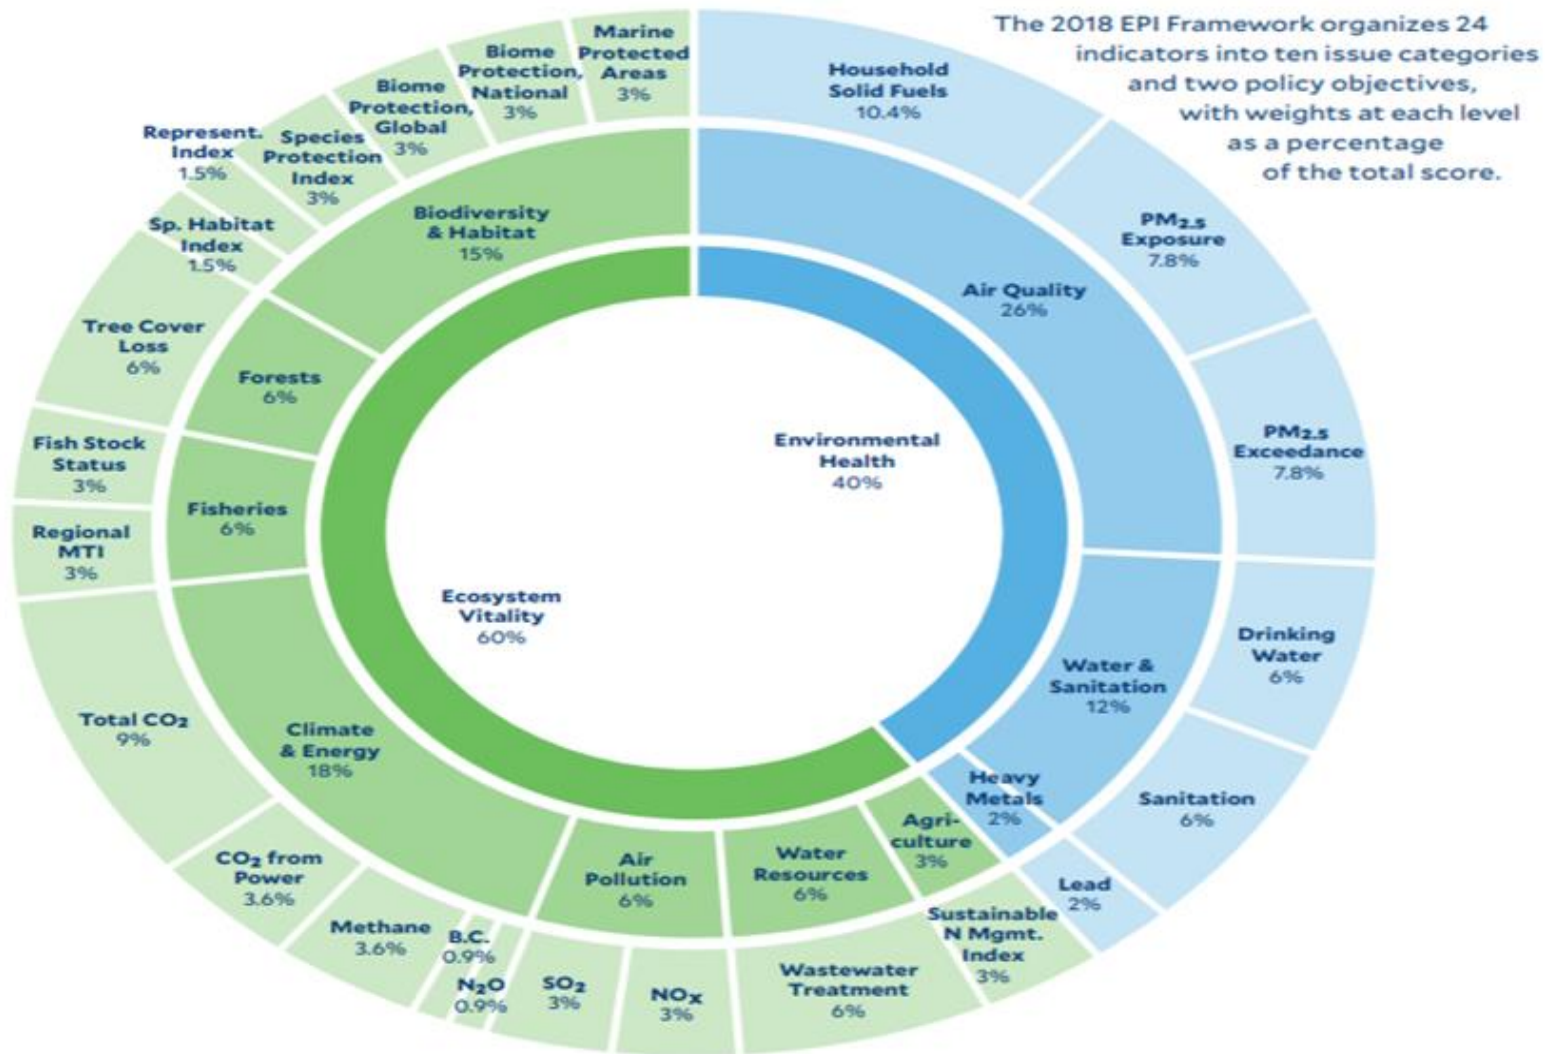 The 2018 EPI Framework organizes 24
indicators into ten issue categories
and two policy objectives,
with weights at each level
as a percentage
of the total score.
Household
Solid Fuels
10.4%
PM2.5
Exposure
7.8%
PM2.5
Exceedance
7.8%
Drinking
Water
6%
Sanitation
6%
Lead
2%
Sustainable
N Mgmt.
Index
3%
Wastewater
Treatment
6%
NOX
3%
SO2
3%
N2O
0.9%
B.C.
0.9%
Methane
3.6%
CO2 from
Power
3.6%
Total CO2
9%
Regional
MTI
3%
Fish Stock
Status
3%
Tree Cover
Loss
6%
Sp. Habitat
Index
1.5%
Represent.
Index
1.5%
Species
Protection
Index
3%
Biome
Protection,
Global
3%
Biome
Protection,
National
3%
Marine
Protected
Areas
3%
Air Quality
26%
Water &
Sanitation
12%
Heavy
Metals
2%
Agri-
culture
3%
Water
Resources
6%
Air
Pollution
6%
Climate
& Energy
18%
Fisheries
6%
Forests
6%
Biodiversity
& Habitat
15%
Environmental
Health
40%
Ecosystem
Vitality
60%